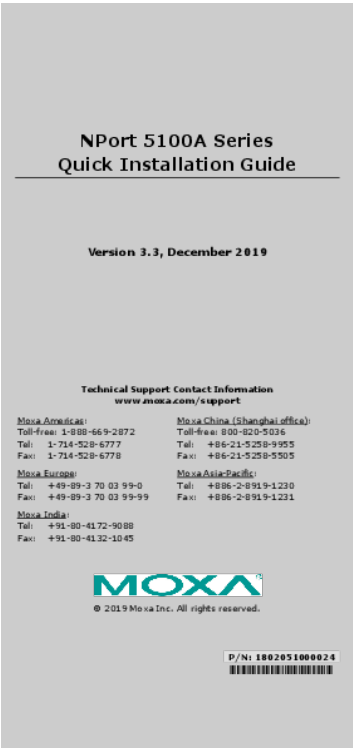 NPort 5100A Series
Quick Installation Guide
Version 3.3, December 2019
Technical Support Contact Information
www.moxa.com/support
Moxa Americas:
Toll-free: 1-888-669-2872
Tel: 1-714-528-6777
Fax: 1-714-528-6778
Moxa China (Shanghai office):
Toll-free: 800-820-5036
Tel: +86-21-5258-9955
Fax: +86-21-5258-5505
Moxa Europe:
Tel: +49-89-3 70 03 99-0
Fax: +49-89-3 70 03 99-99
Moxa Asia-Pacific:
Tel: +886-2-8919-1230
Fax: +886-2-8919-1231
Moxa India:
Tel: +91-80-4172-9088
Fax: +91-80-4132-1045
MOXA®
© 2019 Moxa Inc. All rights reserved.
P/N: 1802051000024